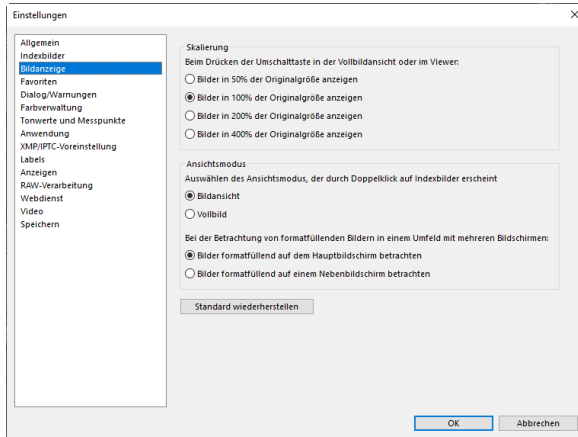 Einstellungen
Allgemein
Indexbilder
Bildanzeige
Favoriten
Dialog/Warnungen
Farbverwaltung
Tonwerte und Messpunkte
Anwendung
XMP/IPTC-Voreinstellung
Labels
Anzeigen
RAW-Verarbeitung
Webdienst
Video
Speichern
Skalierung
Beim Drücken der Umschalttaste in der Vollbildansicht oder im Viewer:
Bilder in 50% der Originalgröße anzeigen
Bilder in 100% der Originalgröße anzeigen
Bilder in 200% der Originalgröße anzeigen
Bilder in 400% der Originalgröße anzeigen
Ansichtsmodus
Auswählen des Ansichtsmodus, der durch Doppelklick auf Indexbilder erscheint
Bildansicht
Vollbild
Bei der Betrachtung von formatfüllenden Bildern in einem Umfeld mit mehreren Bildschirmen:
Bilder formatfüllend auf dem Hauptbildschirm betrachten
Bilder formatfüllend auf einem Nebenbildschirm betrachten
Standard wiederherstellen
OK
Abbrechen